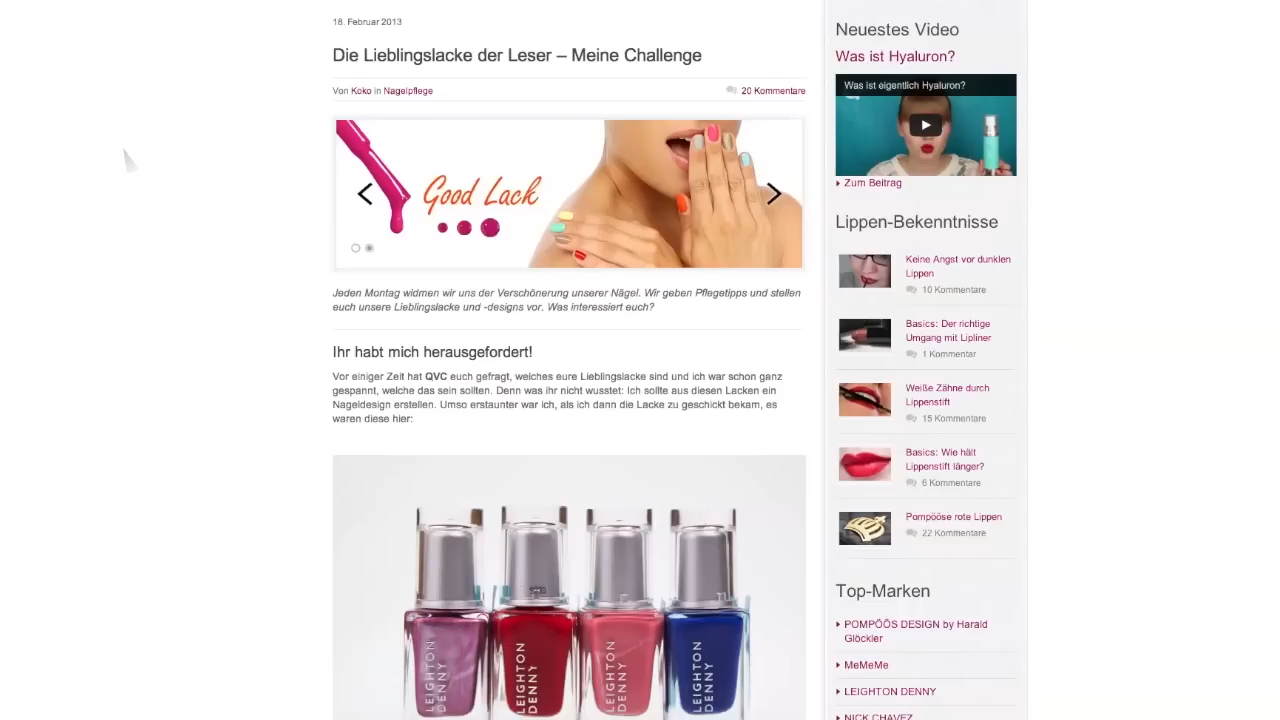 18. Februar 2013
Die Lieblingslacke der Leser – Meine Challenge
Von Koko in Nagelpflege
20 Kommentare
Good Lack
Jeden Montag widmen wir uns der Verschönerung unserer Nägel. Wir geben Pflegetipps und stellen
euch unsere Lieblingslacke und -designs vor. Was interessiert euch?
Ihr habt mich herausgefordert!
Vor einiger Zeit hat QVC euch gefragt, welches eure Lieblingslacke sind und ich war schon ganz
gespannt, welche das sein sollten. Denn was ihr nicht wusstet: Ich sollte aus diesen Lacken ein
Nageldesign erstellen. Umso erstaunter war ich, als ich dann die Lacke zu geschickt bekam, es
waren diese hier:
LEIGHTON
DENNY
LEIGHTON
DENNY
LEIGHTON
DENNY
LEIGHTON
DENNY
Neuestes Video
Was ist Hyaluron?
Was ist eigentlich Hyaluron?
Zum Beitrag
Lippen-Bekenntnisse
Keine Angst vor dunklen
Lippen
10 Kommentare
Basics: Der richtige
Umgang mit Lipliner
1 Kommentar
Weiße Zähne durch
Lippenstift
15 Kommentare
Basics: Wie hält
Lippenstift länger?
6 Kommentare
Pompööse rote Lippen
22 Kommentare
Top-Marken
POMPÖÖS DESIGN by Harald
Glöckler
MeMeMe
LEIGHTON DENNY
NICK CHAVEZ